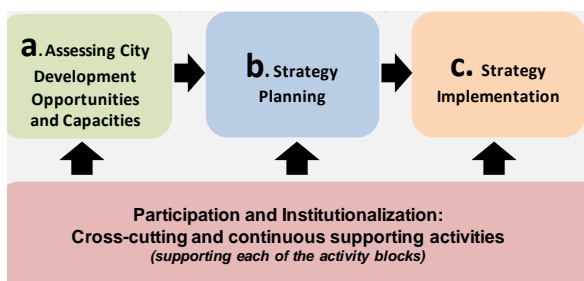 a. Assessing City
Development
Opportunities
and Capacities
b. Strategy
Planning
c. Strategy
Implementation
Participation and Institutionalization:
Cross-cutting and continuous supporting activities
(supporting each of the activity blocks)